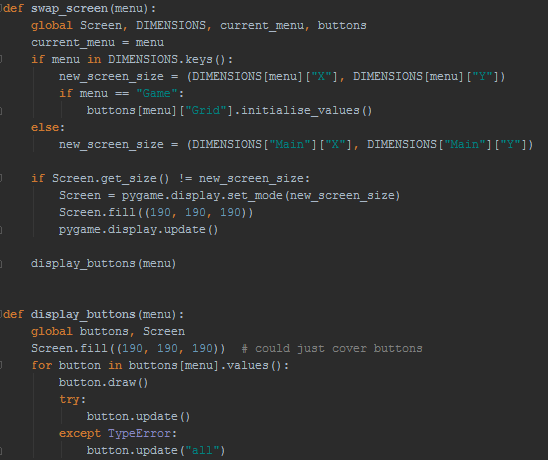 def swap_screen(menu):
    global Screen, DIMENSIONS, current_menu, buttons
    current_menu = menu
    if menu in DIMENSIONS.keys():
        new_screen_size = (DIMENSIONS[menu]["X"], DIMENSIONS[menu]["Y"])
        if menu == "Game":
            buttons[menu]["Grid"].initialise_values()
    else:
        new_screen_size = (DIMENSIONS["Main"]["X"], DIMENSIONS["Main"]["Y"])

    if Screen.get_size() != new_screen_size:
        Screen = pygame.display.set_mode(new_screen_size)
        Screen.fill((190, 190, 190))
        pygame.display.update()

    display_buttons(menu)


def display_buttons(menu):
    global buttons, Screen
    Screen.fill((190, 190, 190))  # could just cover buttons
    for button in buttons[menu].values():
        button.draw()
        try:
            button.update()
        except TypeError:
            button.update("all")